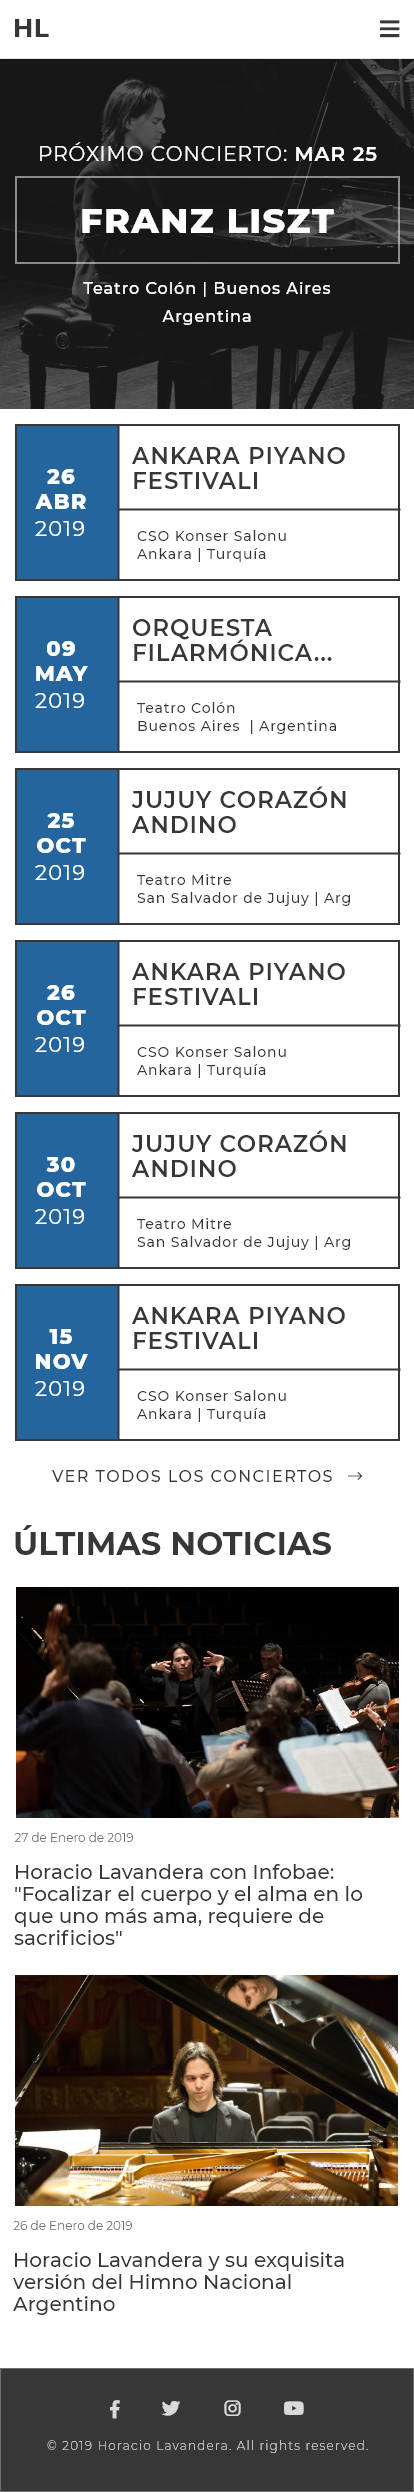 HL
PRÓXIMO CONCIERTO: MAR 25
FRANZ LISZT
Teatro Colón | Buenos Aires
Argentina
26
ABR
2019
ANKARA PIYANO
FESTIVALI
CSO Konser Salonu
Ankara | Turquía
09
MAY
2019
ORQUESTA
FILARMÓNICA...
Teatro Colón
Buenos Aires | Argentina
25
OCT
2019
JUJUY CORAZÓN
ANDINO
Teatro Mitre
San Salvador de Jujuy | Arg
26
OCT
2019
ANKARA PIYANO
FESTIVALI
CSO Konser Salonu
Ankara | Turquía
30
OCT
2019
JUJUY CORAZÓN
ANDINO
Teatro Mitre
San Salvador de Jujuy | Arg
15
NOV
2019
ANKARA PIYANO
FESTIVALI
CSO Konser Salonu
Ankara | Turquía
VER TODOS LOS CONCIERTOS →
ÚLTIMAS NOTICIAS
27 de Enero de 2019
Horacio Lavandera con Infobae:
"Focalizar el cuerpo y el alma en lo
que uno más ama, requiere de
sacrificios"
26 de Enero de 2019
Horacio Lavandera y su exquisita
versión del Himno Nacional
Argentino
© 2019 Horacio Lavandera. All rights reserved.